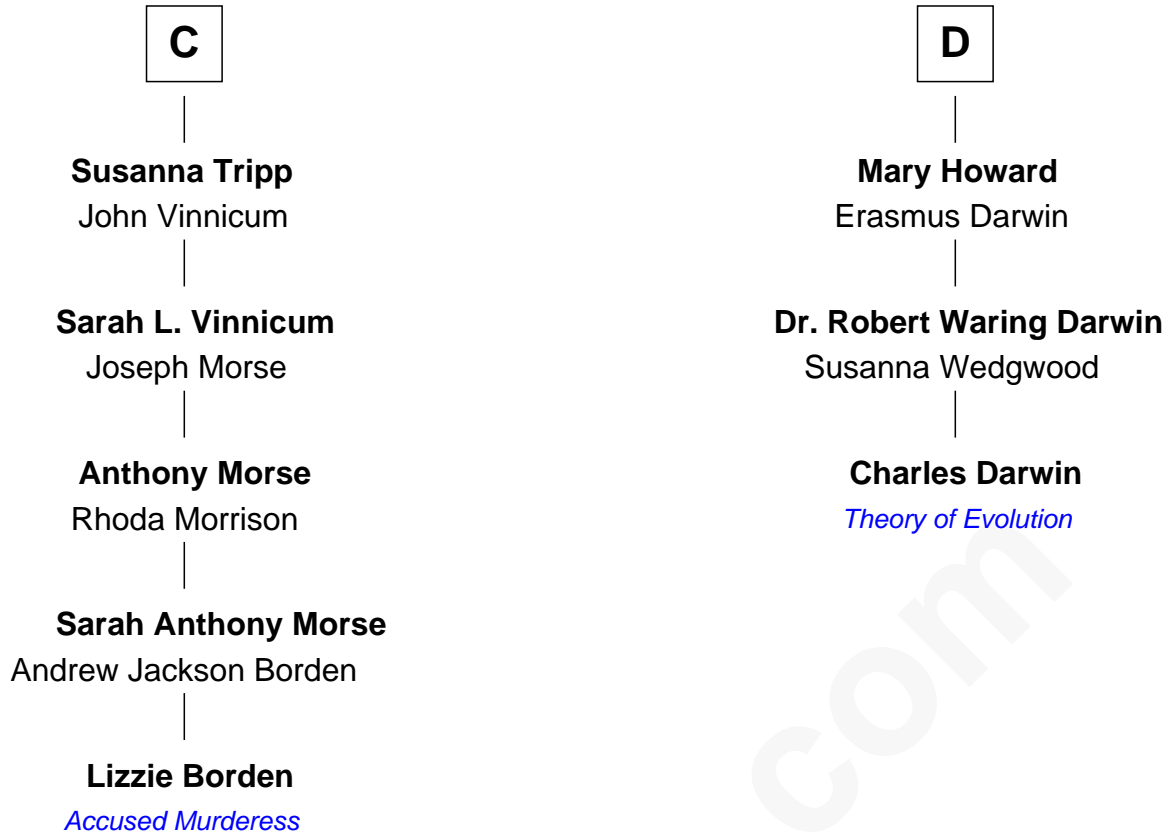 C
Susanna Tripp
John Vinnicum
Sarah L. Vinnicum
Joseph Morse
Anthony Morse
Rhoda Morrison
Sarah Anthony Morse
Andrew Jackson Borden
Lizzie Borden
Accused Murderess
D
Mary Howard
Erasmus Darwin
Dr. Robert Waring Darwin
Susanna Wedgwood
Charles Darwin
Theory of Evolution
com